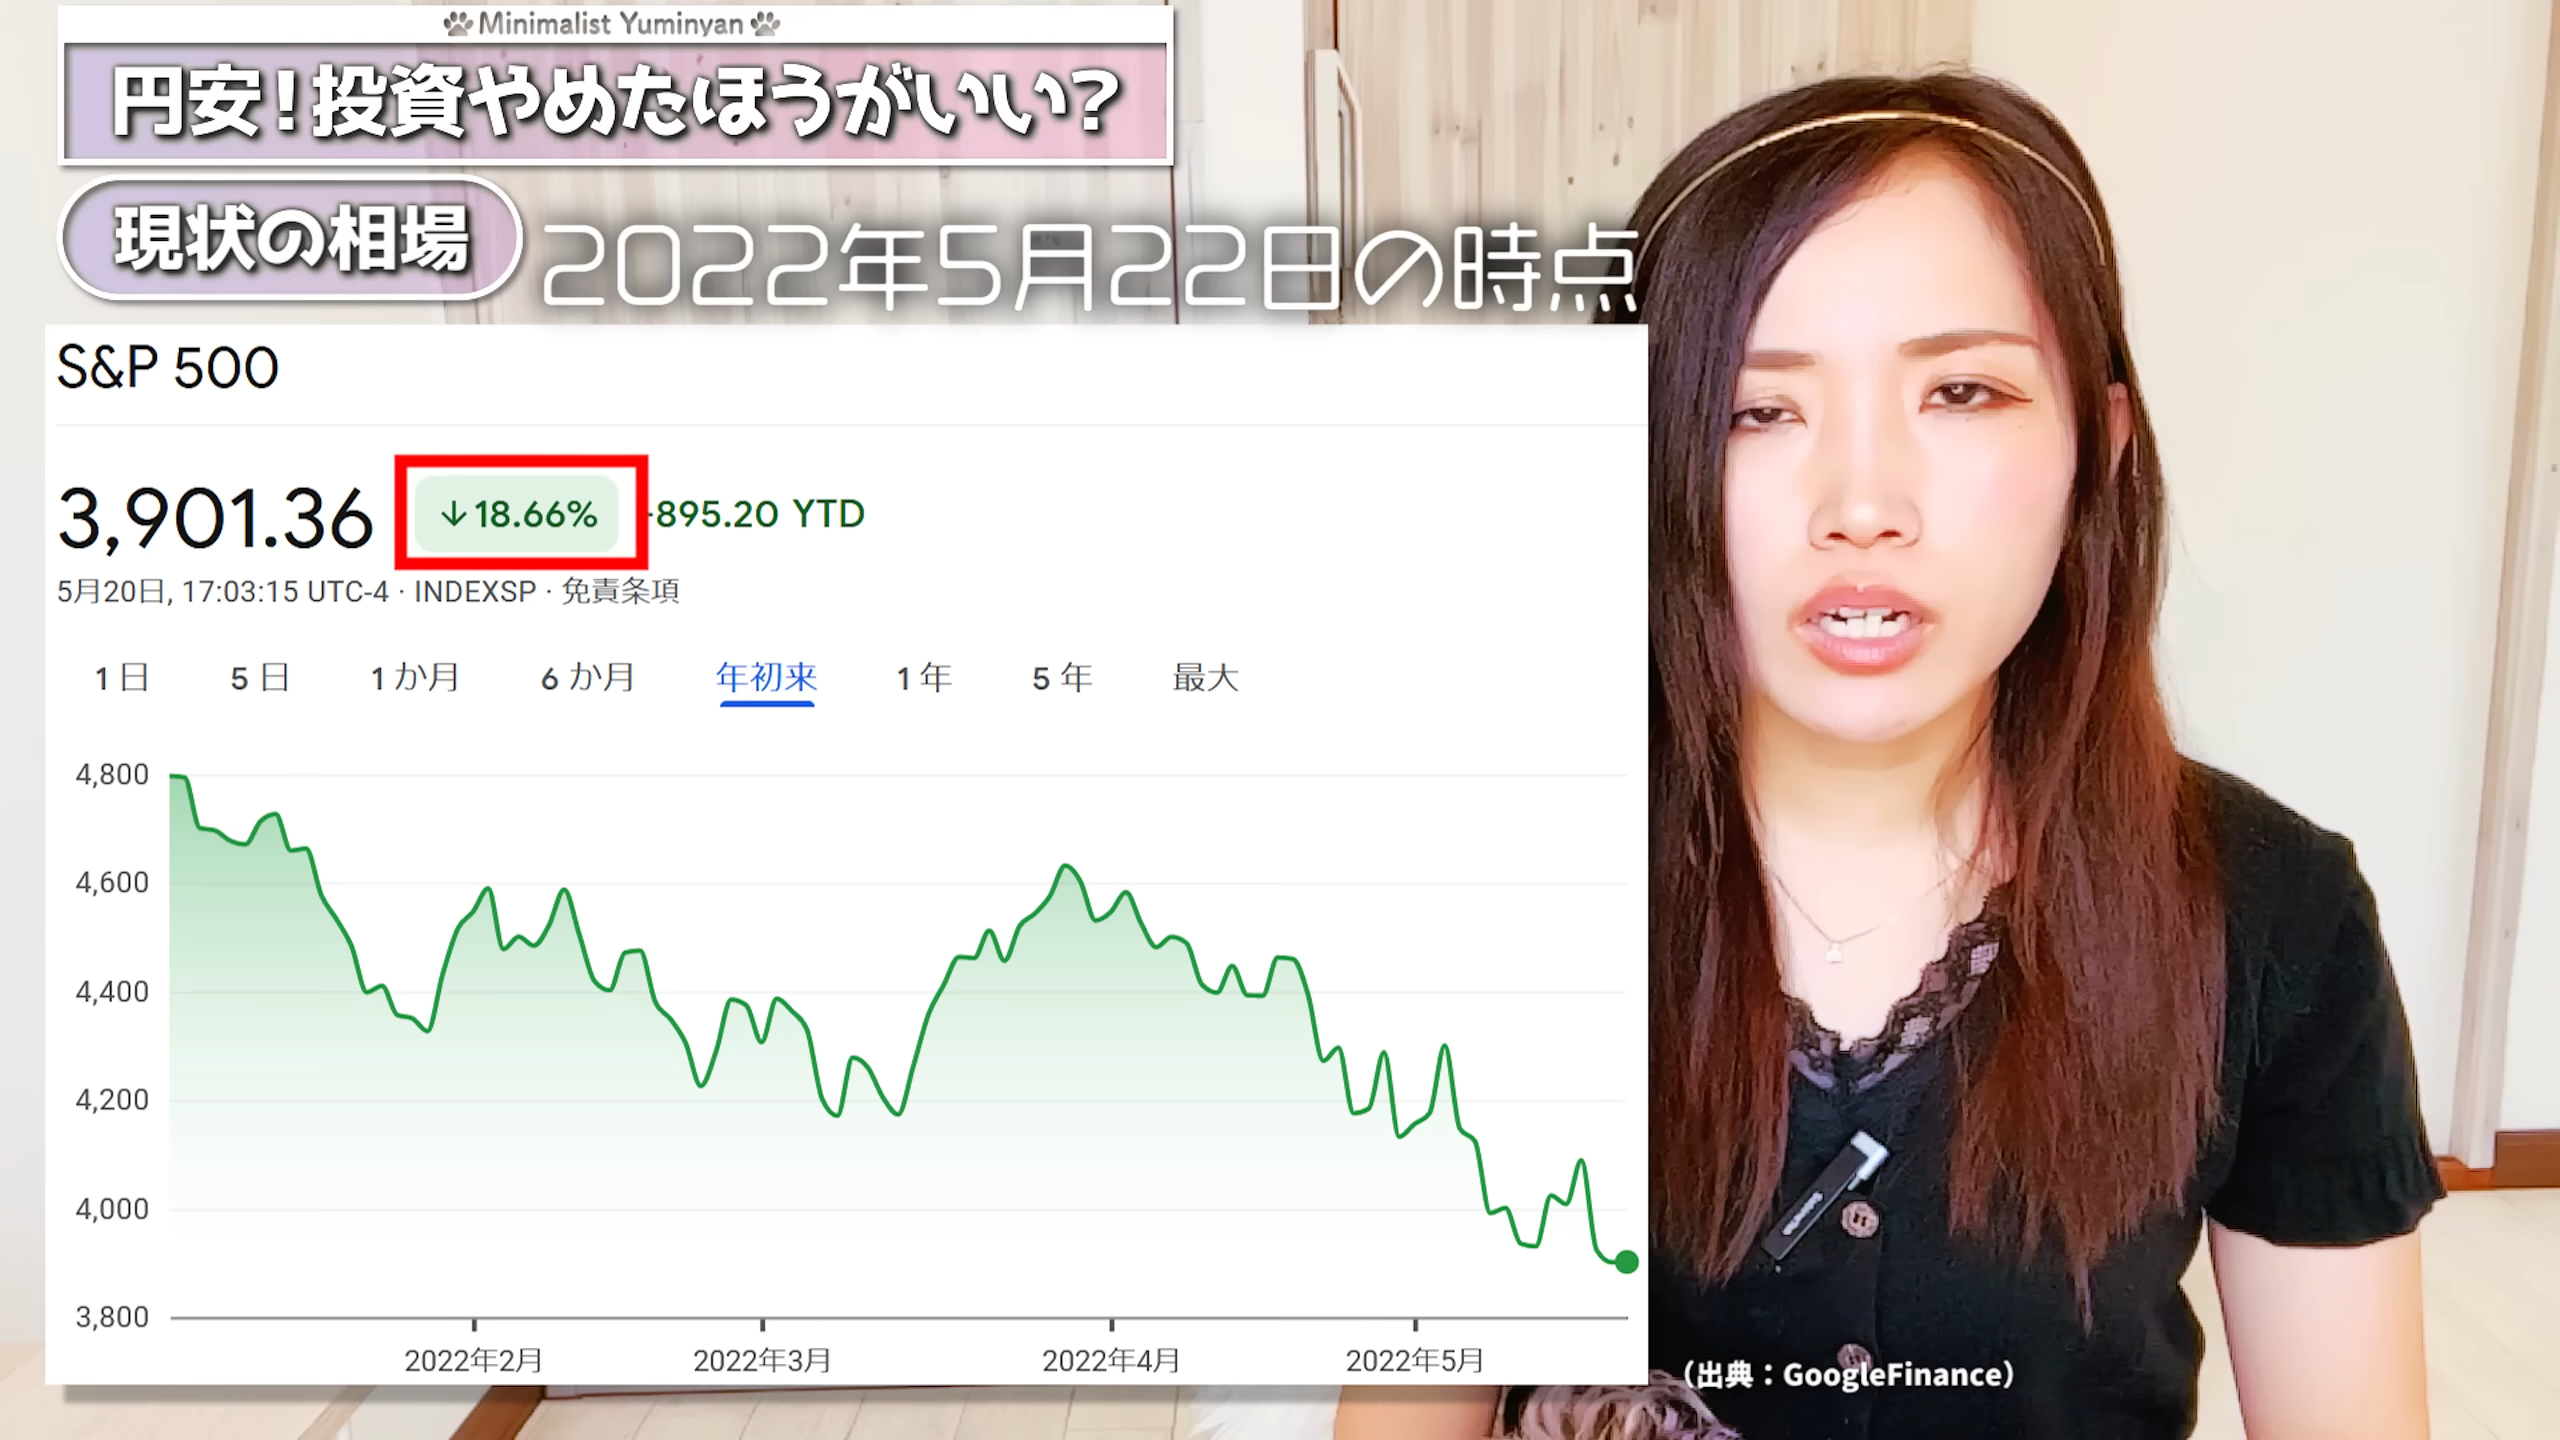 Minimalist Yuminyan
円安！投資やめたほうがいい？
現状の相場
2022年5月22日の時点
S&P 500
3,901.36 ↓18.66% -895.20 YTD
5月20日, 17:03:15 UTC-4 · INDEXSP · 免責条項
1日 5日 1か月 6か月 年初来 1年 5年 最大
4,800
4,600
4,400
4,200
4,000
3,800
2022年2月 2022年3月 2022年4月 2022年5月
（出典：GoogleFinance）